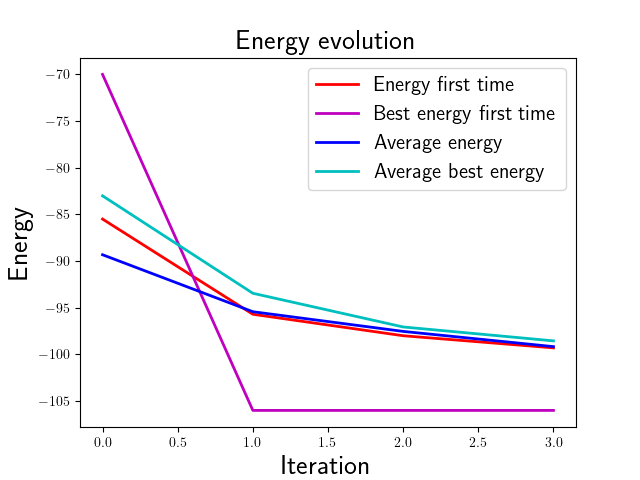 Energy evolution
Energy first time
Best energy first time
Average energy
Average best energy
Energy
−70
−75
−80
−85
−90
−95
−100
−105
0.0 0.5 1.0 1.5 2.0 2.5 3.0
Iteration